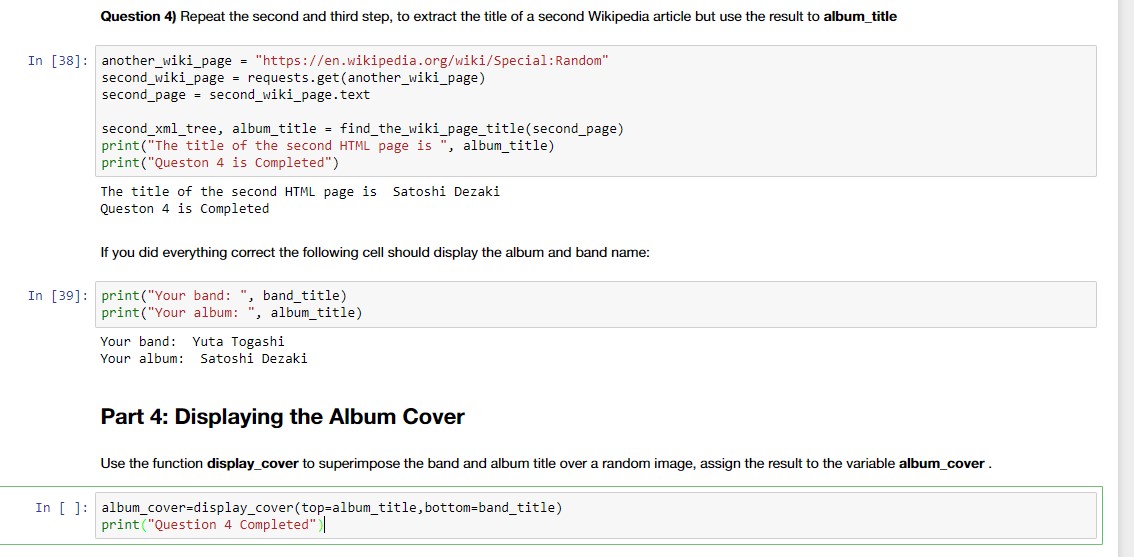 Question 4) Repeat the second and third step, to extract the title of a second Wikipedia article but use the result to album_title
In [38]: another_wiki_page = "https://en.wikipedia.org/wiki/Special:Random"
second_wiki_page = requests.get(another_wiki_page)
second_page = second_wiki_page.text
second_xml_tree, album_title = find_the_wiki_page_title(second_page)
print("The title of the second HTML page is ", album_title)
print("Queston 4 is Completed")
The title of the second HTML page is  Satoshi Dezaki
Queston 4 is Completed
If you did everything correct the following cell should display the album and band name:
In [39]: print("Your band: ", band_title)
print("Your album: ", album_title)
Your band:  Yuta Togashi
Your album:  Satoshi Dezaki
Part 4: Displaying the Album Cover
Use the function display_cover to superimpose the band and album title over a random image, assign the result to the variable album_cover .
In [ ]: album_cover=display_cover(top=album_title,bottom=band_title)
print("Question 4 Completed")